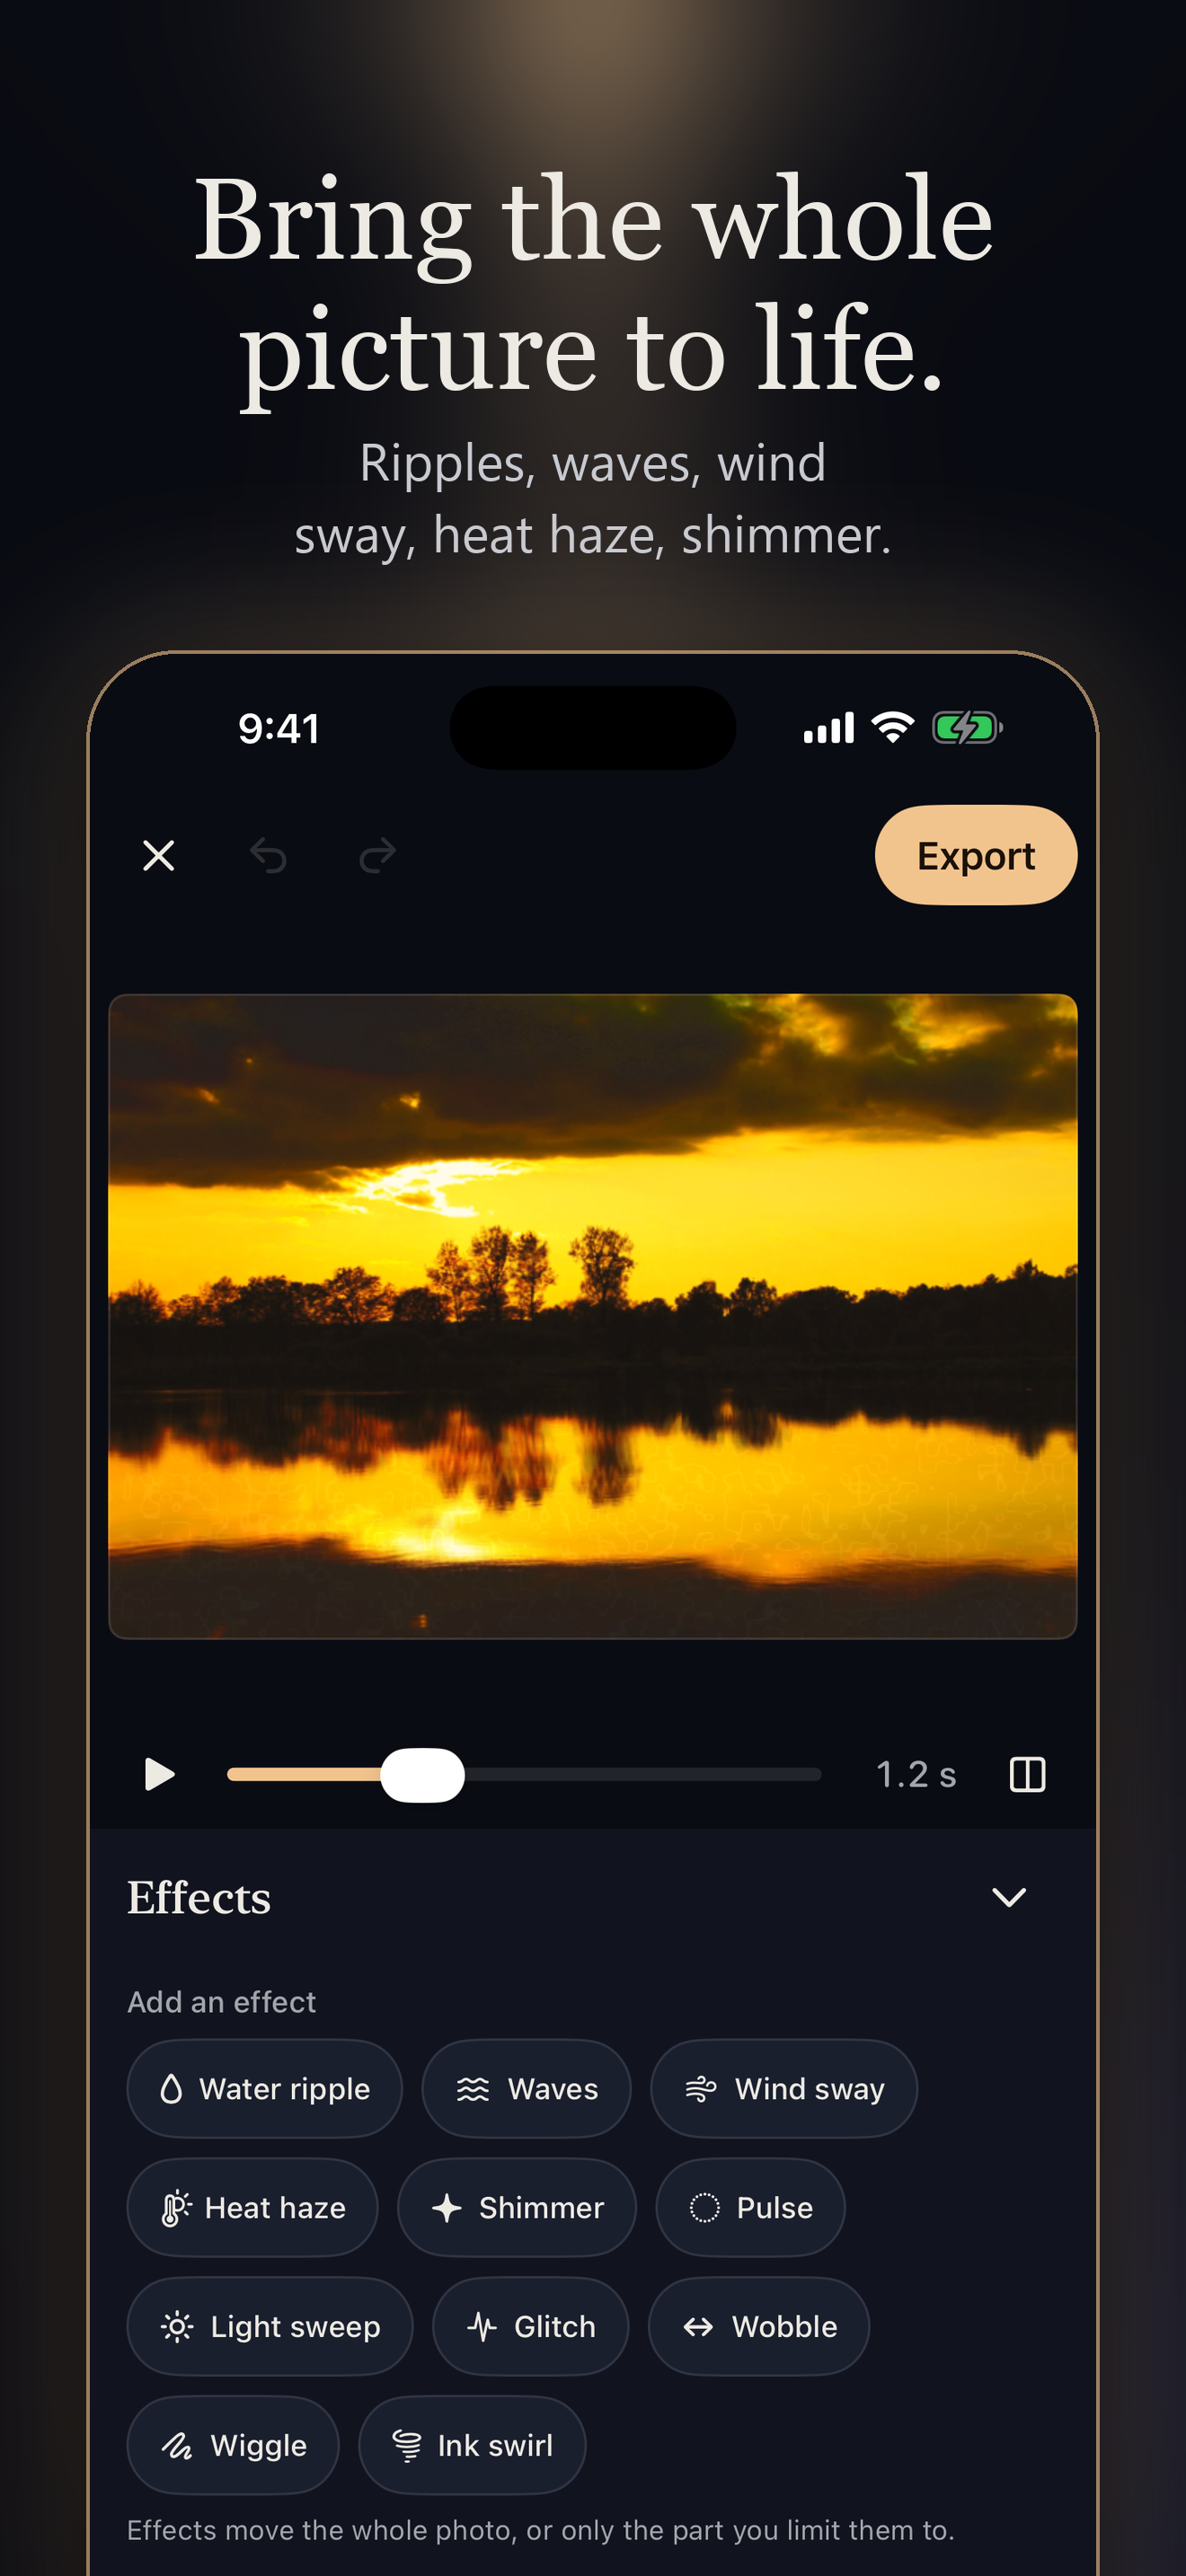 Bring the whole
picture to life.
Ripples, waves, wind
sway, heat haze, shimmer.
9:41
Export
1.2 s
Effects
Add an effect
Water ripple
Waves
Wind sway
Heat haze
Shimmer
Pulse
Light sweep
Glitch
Wobble
Wiggle
Ink swirl
Effects move the whole photo, or only the part you limit them to.